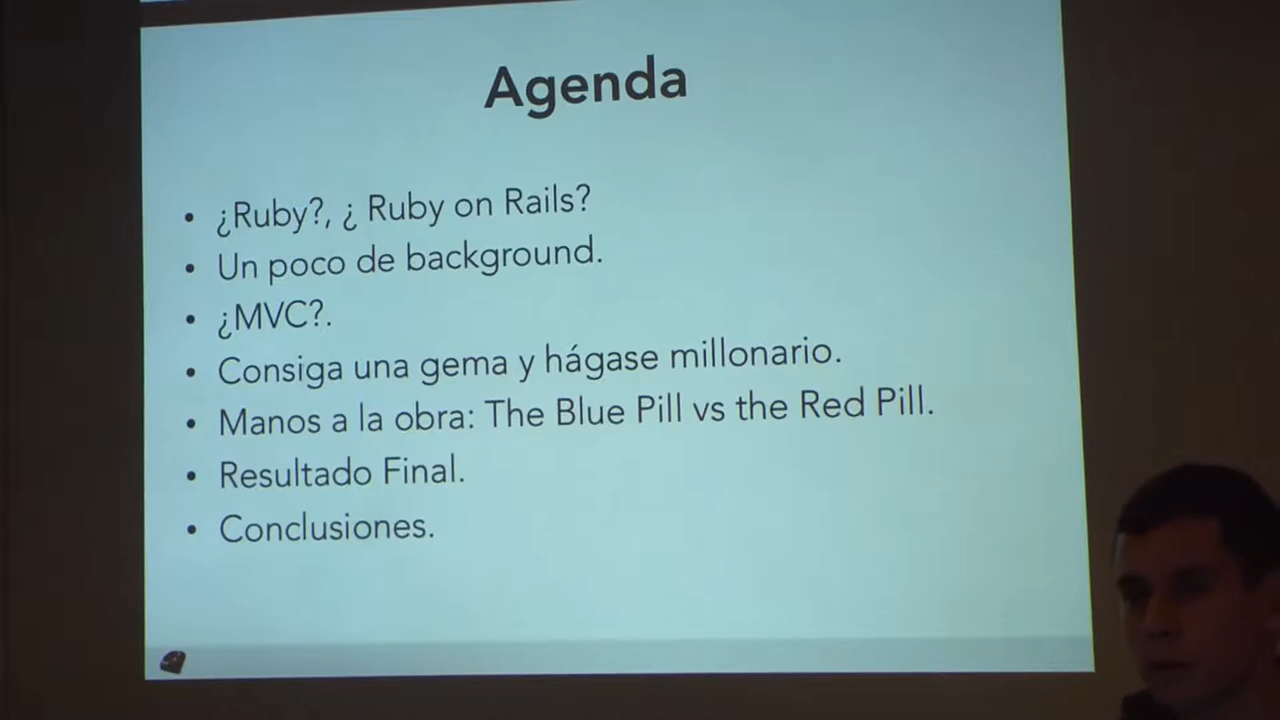 Agenda
• ¿Ruby?, ¿ Ruby on Rails?
• Un poco de background.
• ¿MVC?.
• Consiga una gema y hágase millonario.
• Manos a la obra: The Blue Pill vs the Red Pill.
• Resultado Final.
• Conclusiones.